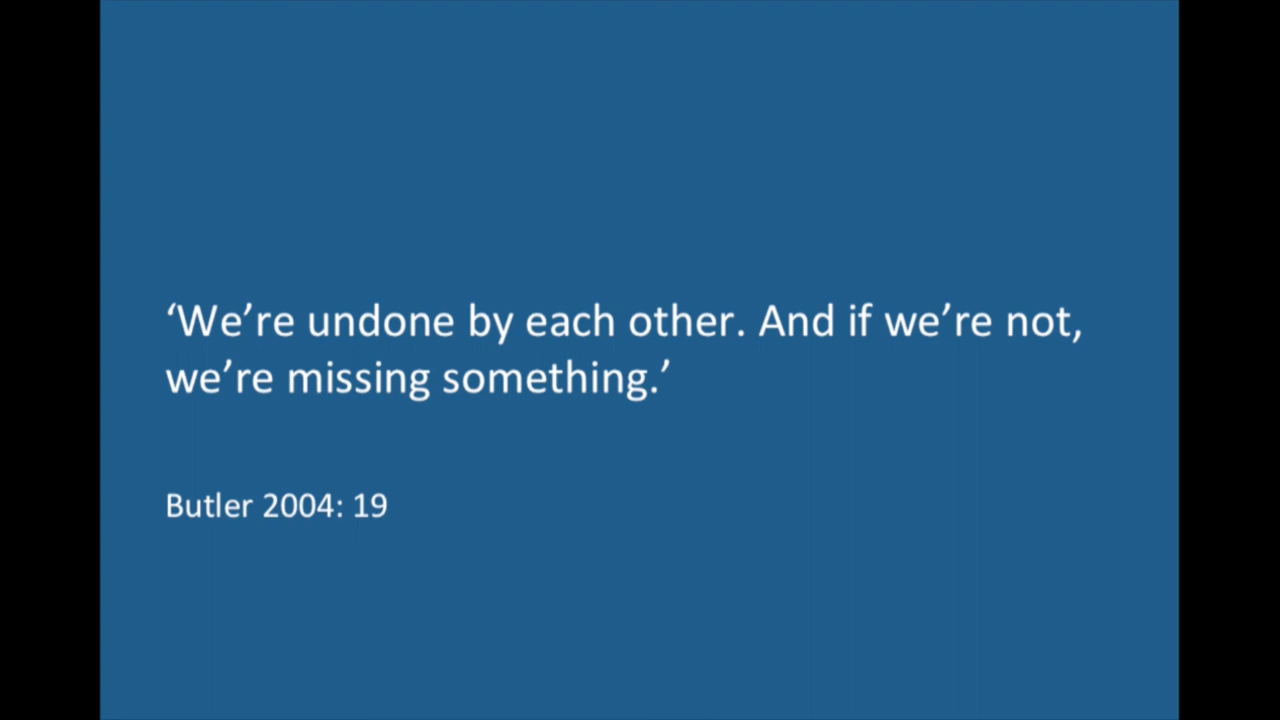 ‘We’re undone by each other. And if we’re not,
we’re missing something.’
Butler 2004: 19